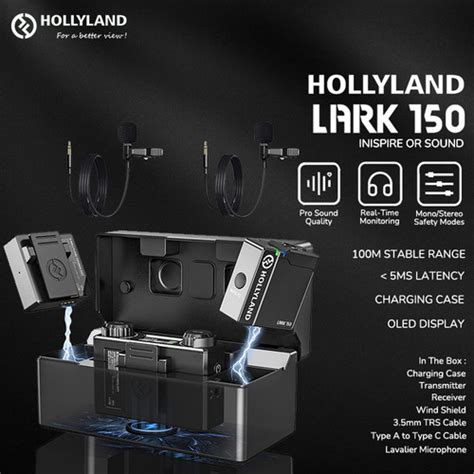 HOLLYLAND
For a better view!
HOLLYLAND
LARK 150
INISPIRE OR SOUND
Pro Sound
Quality
Real-Time
Monitoring
Mono/Stereo
Safety Modes
100M STABLE RANGE
< 5MS LATENCY
CHARGING CASE
OLED DISPLAY
HOLLYLAND
LARK 150
In The Box :
Charging Case
Transmitter
Receiver
Wind Shield
3.5mm TRS Cable
Type A to Type C Cable
Lavalier Microphone